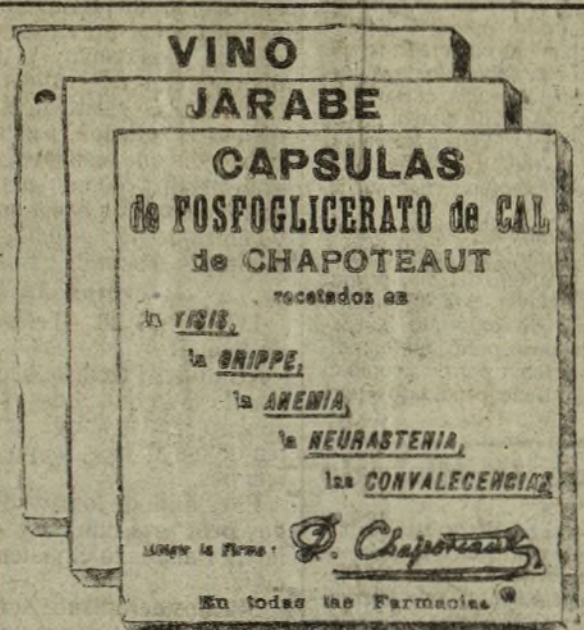 VINO
JARABE
CAPSULAS
de FOSFOGLICERATO de CAL
de CHAPOTEAUT
recetados en
la TISIS,
la GRIPPE,
la ANEMIA,
la NEURASTENIA,
las CONVALECENCIAS
la Firma: P. Chapoteaut
En todas las Farmacias